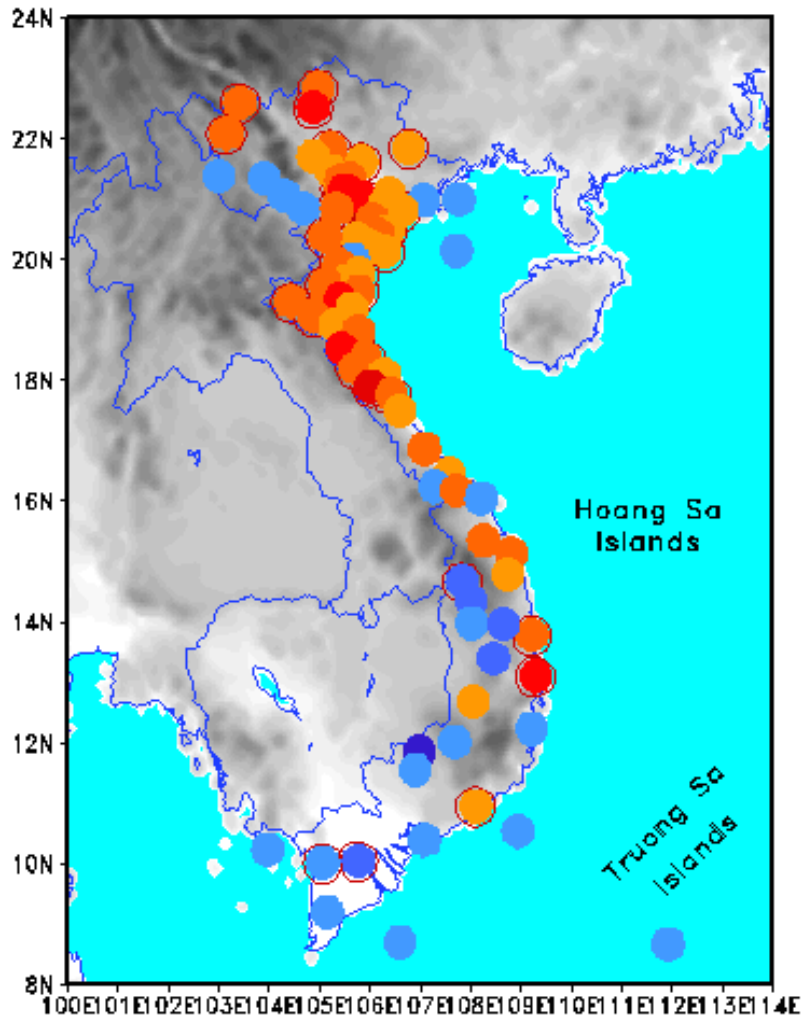 24N
22N
20N
18N
16N
14N
12N
10N
8N
Hoang Sa
Islands
Truong Sa
Islands
100E101E102E103E104E105E106E107E108E109E110E111E112E113E114E